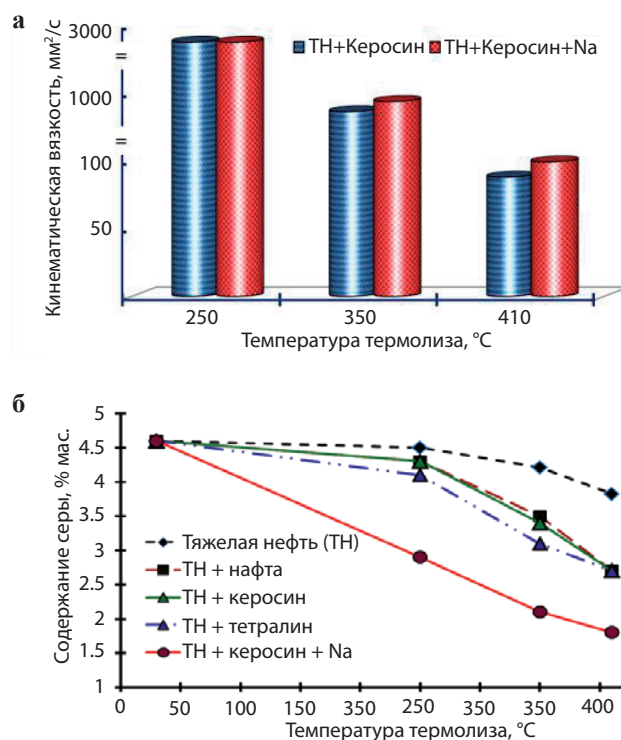 а
Кинематическая вязкость, мм²/с
3000
=
1000
=
100
50
ТН+Керосин
ТН+Керосин+Na
250 350 410
Температура термолиза, °С
б
Содержание серы, % мас.
5
4.5
4
3.5
3
2.5
2
1.5
1
Тяжелая нефть (ТН)
ТН + нафта
ТН + керосин
ТН + тетралин
ТН + керосин + Na
0 50 100 150 350 250 350 400
Температура термолиза, °С